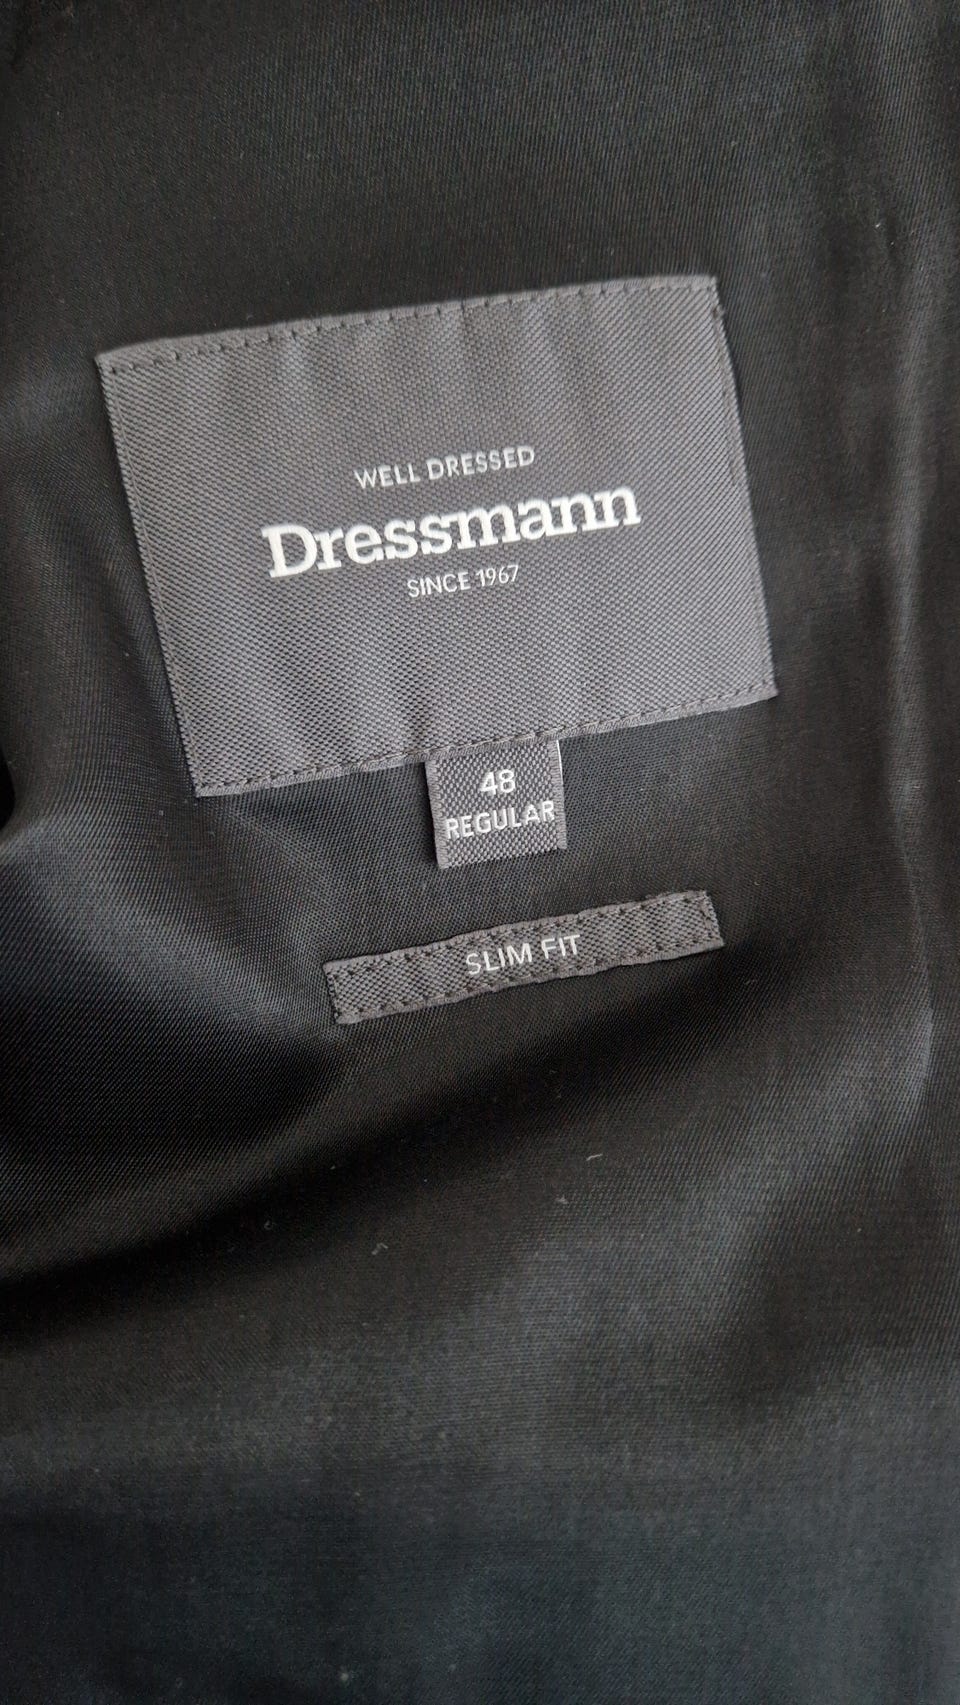 WELL DRESSED
Dressmann
SINCE 1967
48
REGULAR
SLIM FIT